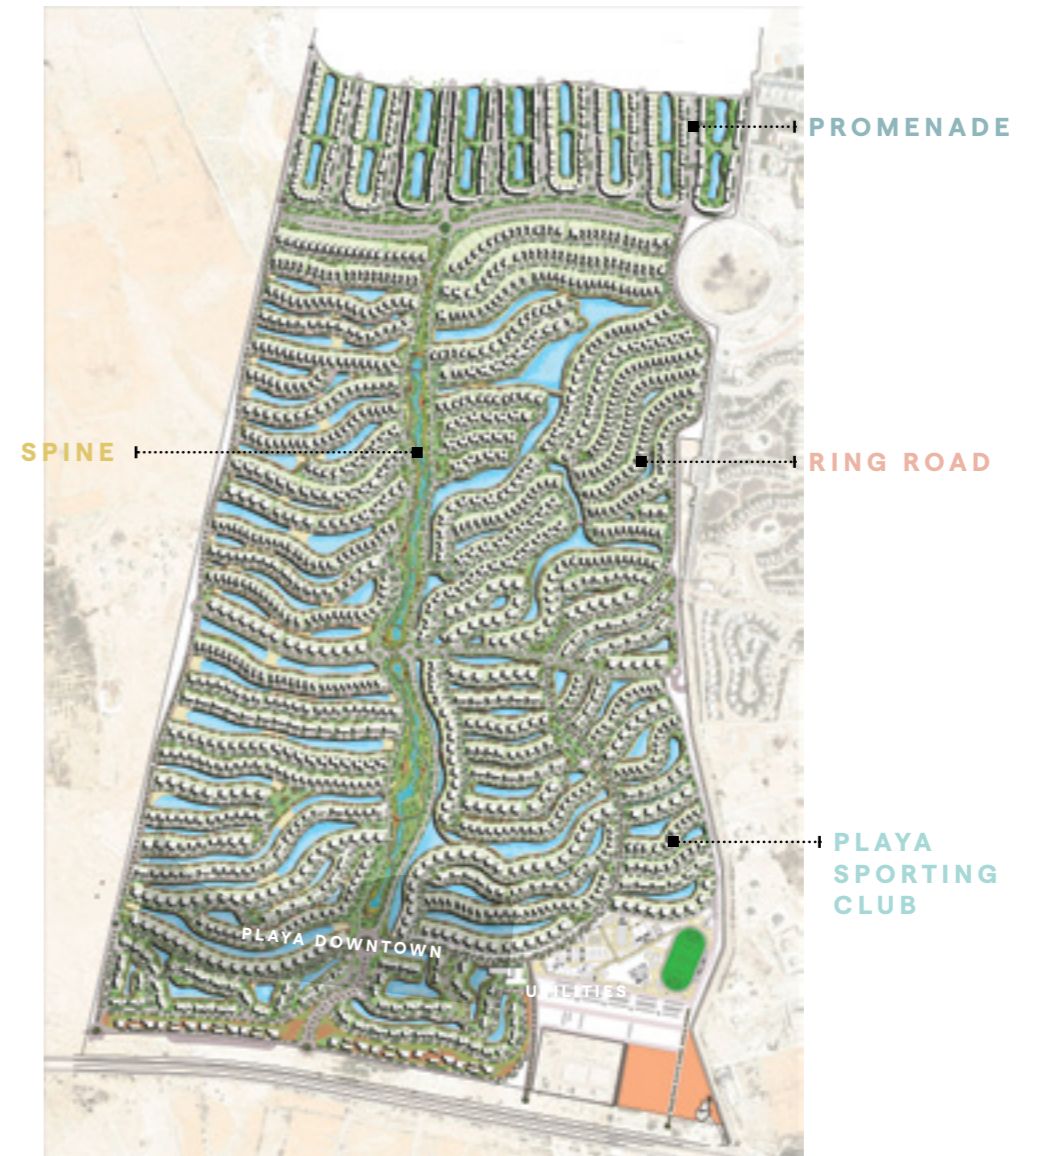 PROMENADE
SPINE
RING ROAD
PLAYA
SPORTING
CLUB
PLAYA DOWNTOWN
UTILITIES